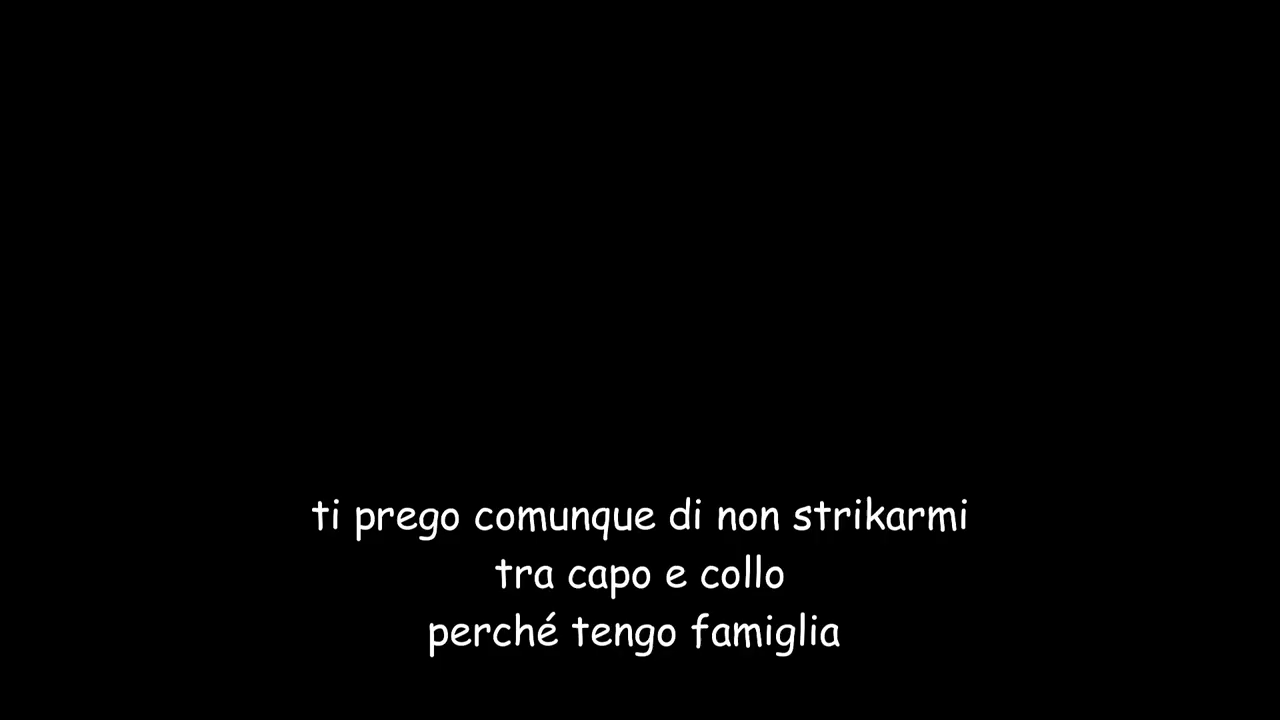 ti prego comunque di non strikarmi
tra capo e collo
perché tengo famiglia